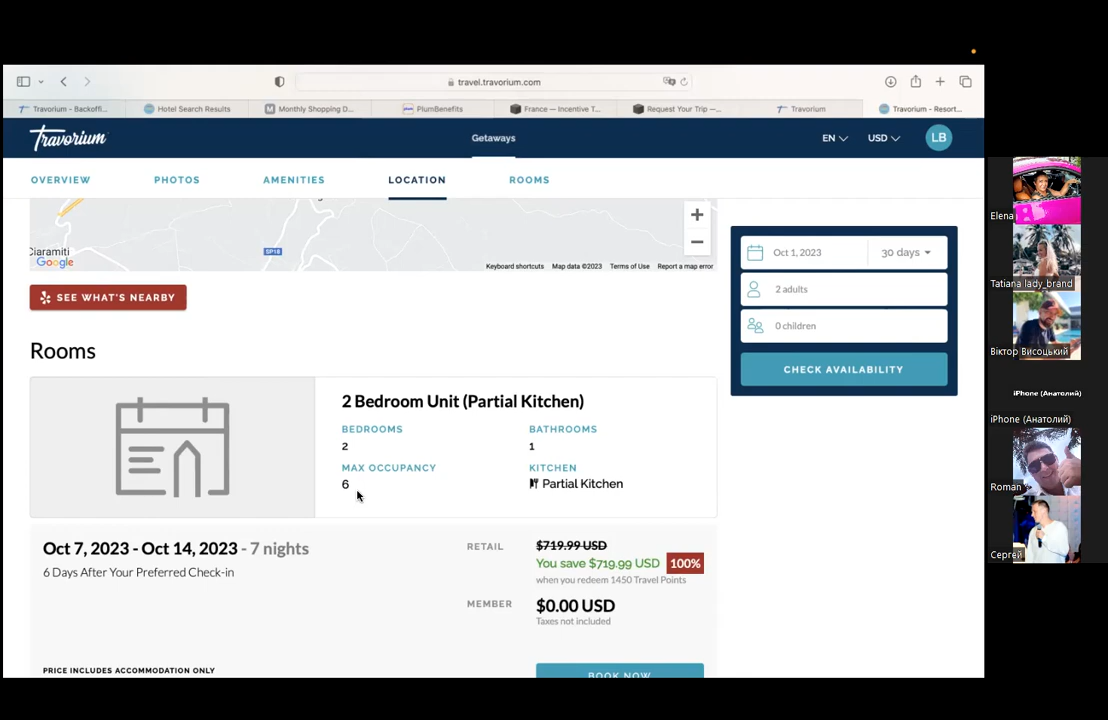 travel.travorium.com
Travorium - Backoffi...
Hotel Search Results
Monthly Shopping D...
PlumBenefits
France — Incentive T...
Request Your Trip —...
Travorium
Travorium - Resort...
Travorium
Getaways
EN
USD
LB
OVERVIEW
PHOTOS
AMENITIES
LOCATION
ROOMS
Ciaramiti
SP18
Google
Keyboard shortcuts
Map data ©2023
Terms of Use
Report a map error
SEE WHAT'S NEARBY
Oct 1, 2023
30 days
2 adults
0 children
CHECK AVAILABILITY
Rooms
2 Bedroom Unit (Partial Kitchen)
BEDROOMS
2
BATHROOMS
1
MAX OCCUPANCY
6
KITCHEN
Partial Kitchen
Oct 7, 2023 - Oct 14, 2023 - 7 nights
6 Days After Your Preferred Check-in
RETAIL
$719.99 USD
You save $719.99 USD 100%
when you redeem 1450 Travel Points
MEMBER
$0.00 USD
Taxes not included
PRICE INCLUDES ACCOMMODATION ONLY
BOOK NOW
Elena
Tatiana lady_brand
Віктор Висоцький
iPhone (Анатолий)
iPhone (Анатолий)
Roman
Сергей